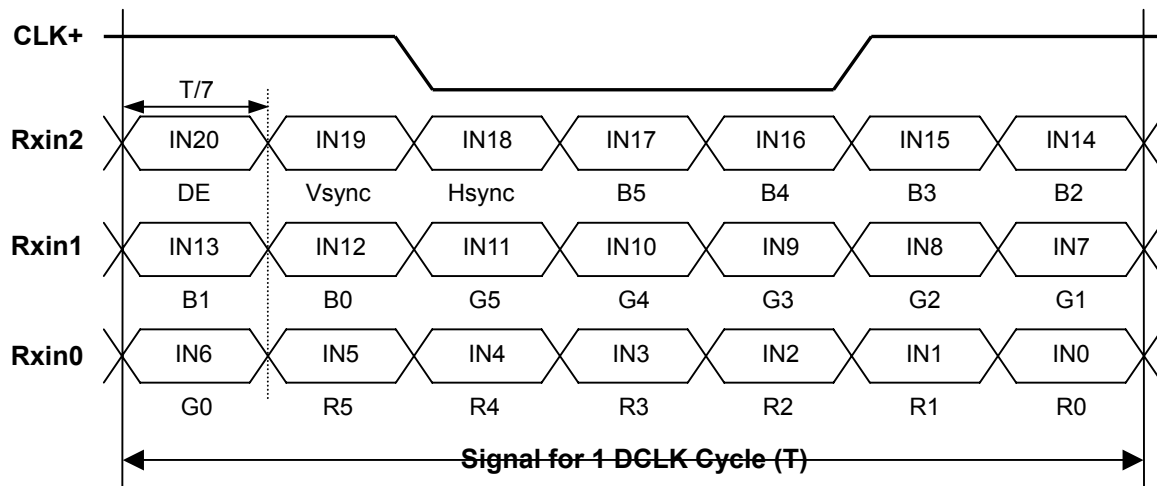 CLK+
T/7
Rxin2 IN20 IN19 IN18 IN17 IN16 IN15 IN14
DE Vsync Hsync B5 B4 B3 B2
Rxin1 IN13 IN12 IN11 IN10 IN9 IN8 IN7
B1 B0 G5 G4 G3 G2 G1
Rxin0 IN6 IN5 IN4 IN3 IN2 IN1 IN0
G0 R5 R4 R3 R2 R1 R0
Signal for 1 DCLK Cycle (T)